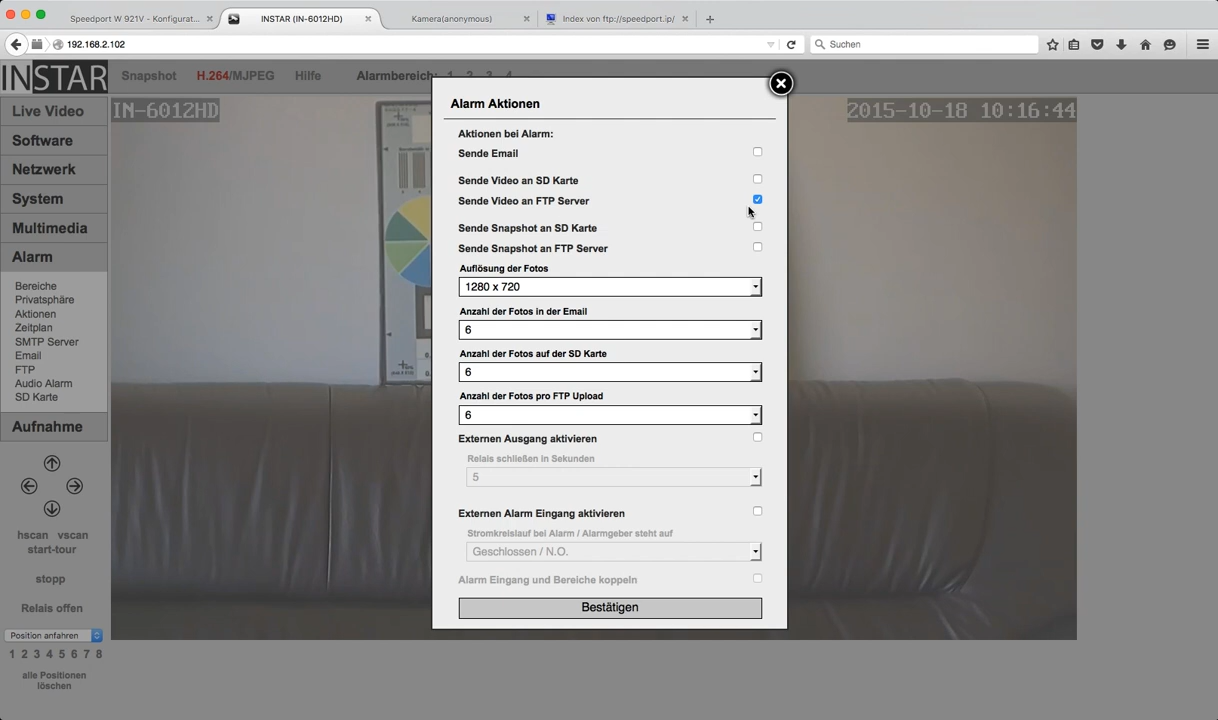 Speedport W 921V - Konfigurat...
INSTAR (IN-6012HD)
Kamera(anonymous)
Index von ftp://speedport.ip/
192.168.2.102
Suchen
INSTAR
Snapshot
H.264/MJPEG
Hilfe
Alarmbereich: 1 2 3 4
Live Video
Software
Netzwerk
System
Multimedia
Alarm
Bereiche
Privatsphäre
Aktionen
Zeitplan
SMTP Server
Email
FTP
Audio Alarm
SD Karte
Aufnahme
hscan vscan
start-tour
stopp
Relais offen
Position anfahren
1 2 3 4 5 6 7 8
alle Positionen
löschen
IN-6012HD
2015-10-18 10:16:44
Alarm Aktionen
Aktionen bei Alarm:
Sende Email
Sende Video an SD Karte
Sende Video an FTP Server
Sende Snapshot an SD Karte
Sende Snapshot an FTP Server
Auflösung der Fotos
1280 x 720
Anzahl der Fotos in der Email
6
Anzahl der Fotos auf der SD Karte
6
Anzahl der Fotos pro FTP Upload
6
Externen Ausgang aktivieren
Relais schließen in Sekunden
5
Externen Alarm Eingang aktivieren
Stromkreislauf bei Alarm / Alarmgeber steht auf
Geschlossen / N.O.
Alarm Eingang und Bereiche koppeln
Bestätigen